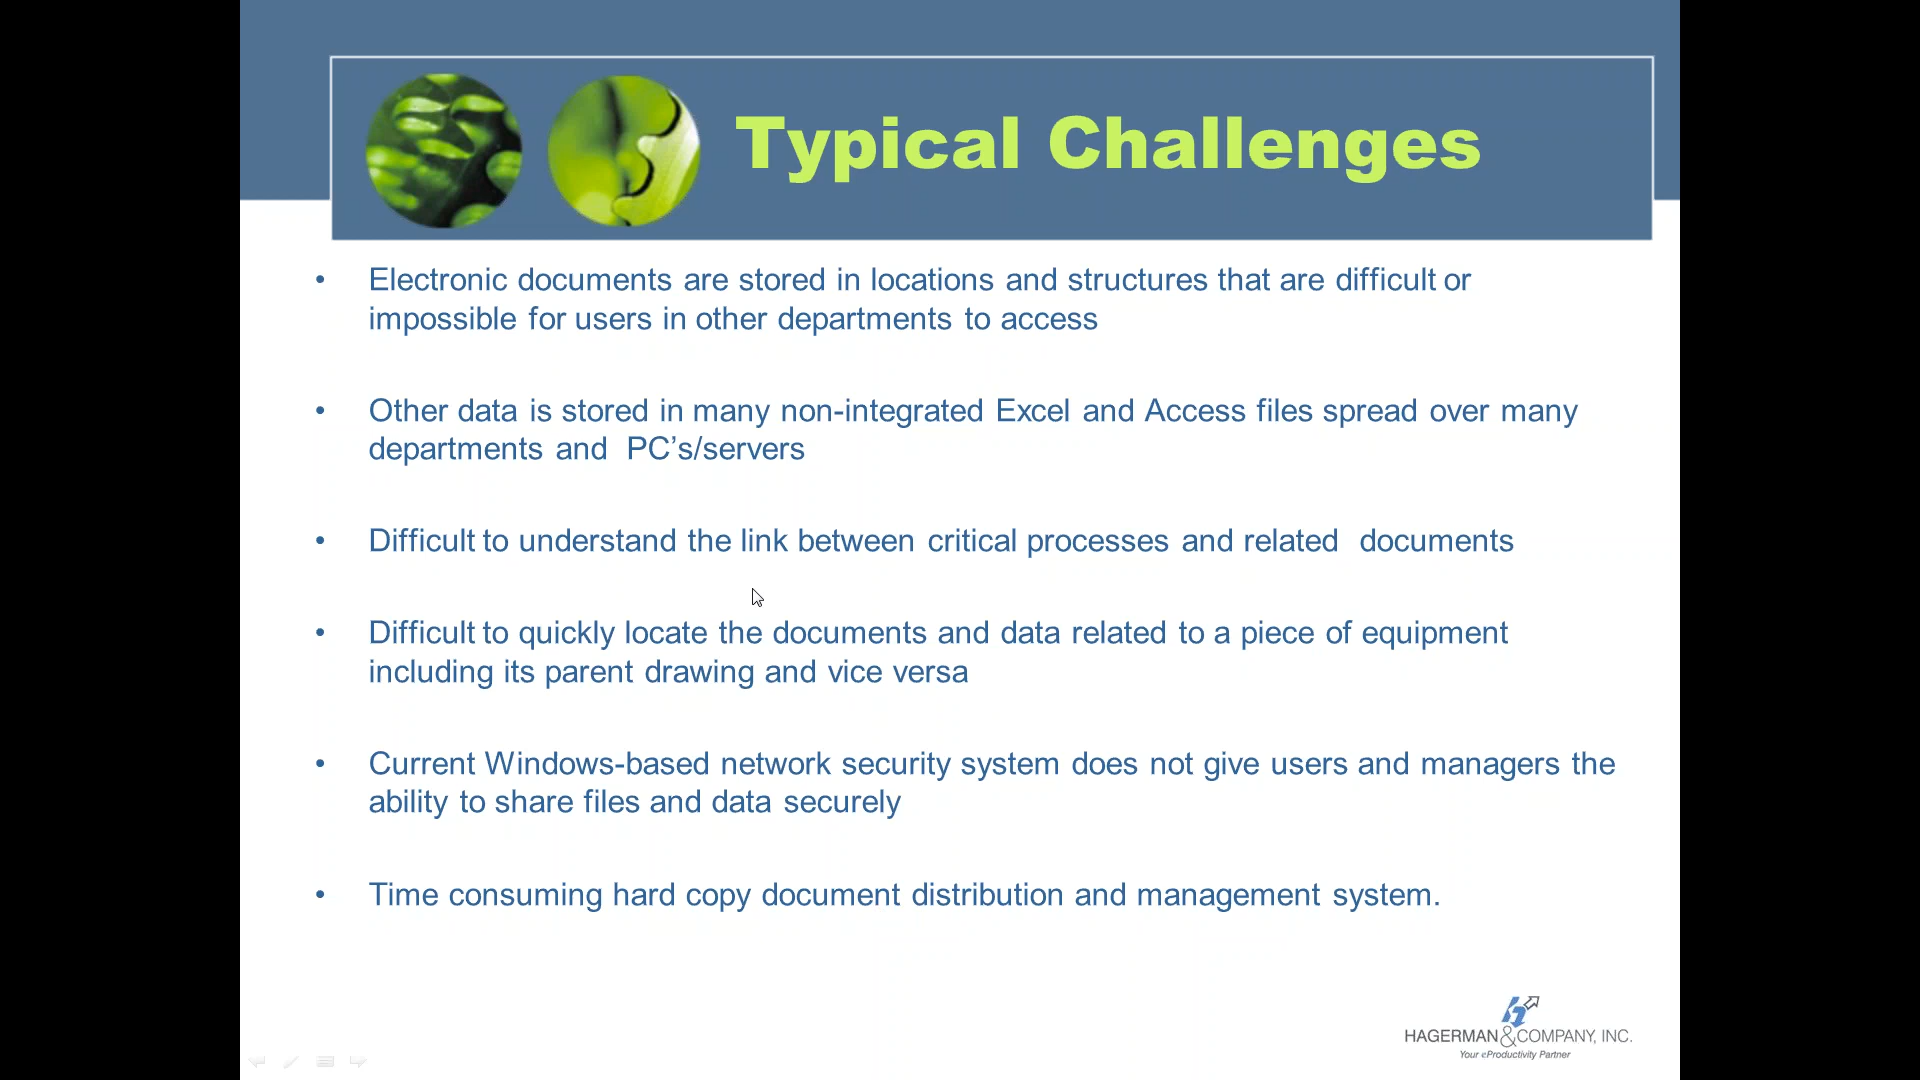 Typical Challenges
• Electronic documents are stored in locations and structures that are difficult or
impossible for users in other departments to access
• Other data is stored in many non-integrated Excel and Access files spread over many
departments and PC’s/servers
• Difficult to understand the link between critical processes and related documents
• Difficult to quickly locate the documents and data related to a piece of equipment
including its parent drawing and vice versa
• Current Windows-based network security system does not give users and managers the
ability to share files and data securely
• Time consuming hard copy document distribution and management system.
HAGERMAN & COMPANY, INC.
Your eProductivity Partner